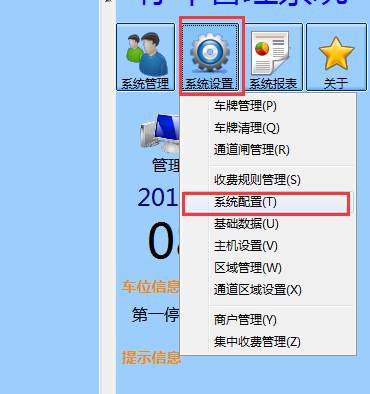 系统管理 系统设置 系统报表 关于
车牌管理(P)
车牌清理(Q)
通道闸管理(R)
收费规则管理(S)
系统配置(T)
基础数据(U)
主机设置(V)
区域管理(W)
通道区域设置(X)
商户管理(Y)
集中收费管理(Z)
管理
201
车位信息
第一停
提示信息